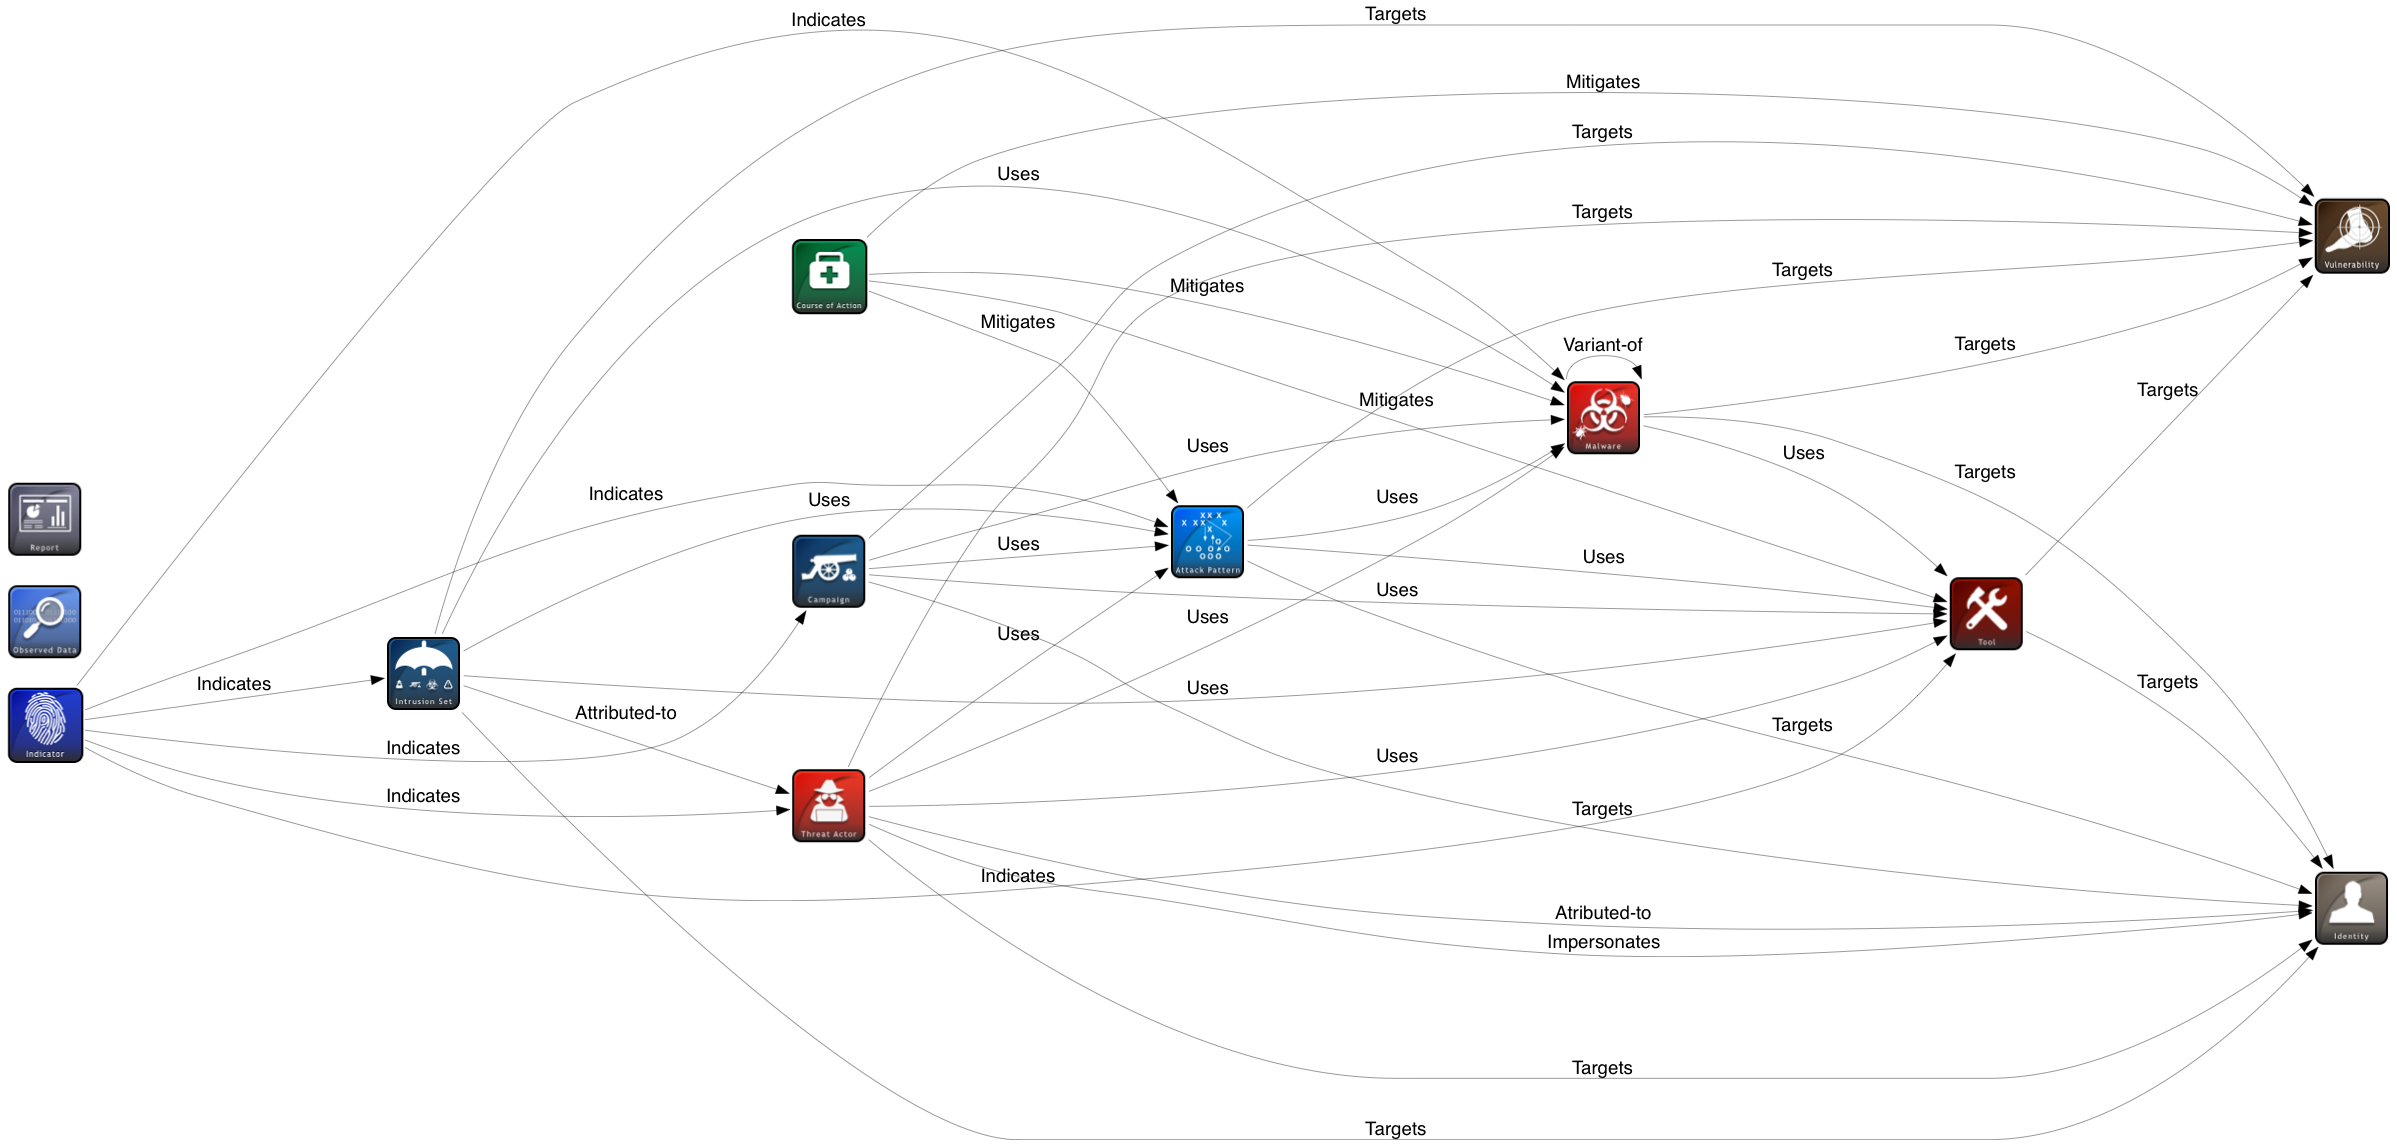 Indicates
Targets
Mitigates
Targets
Uses
Targets
Vulnerability
Targets
Mitigates
Course of Action
Mitigates
Variant-of
Targets
Targets
Mitigates
Malware
Uses
Uses
Targets
Indicates
Uses
Uses
Report
Uses
Uses
Attack Pattern
Uses
Campaign
Observed Data
Uses
Uses
Tool
Indicates
Targets
Uses
Intrusion Set
Attributed-to
Targets
Indicates
Indicator
Uses
Indicates
Targets
Threat Actor
Indicates
Atributed-to
Identity
Impersonates
Targets
Targets